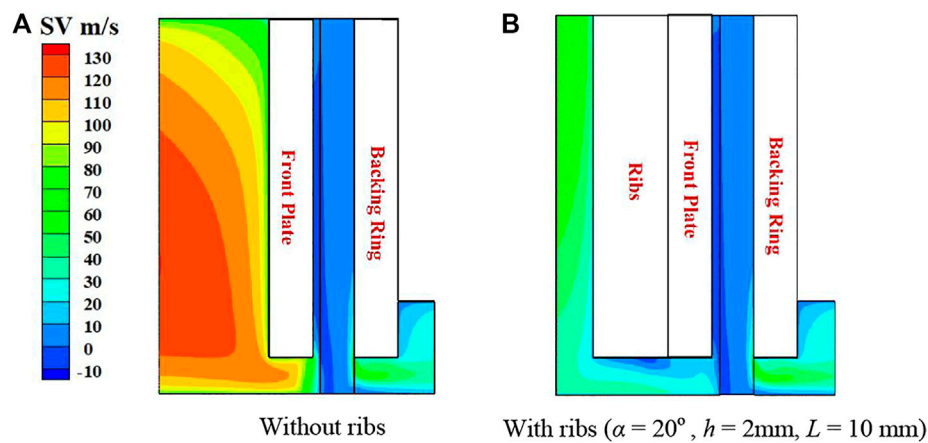 A
SV m/s
130
120
110
100
90
80
70
60
50
40
30
20
10
0
-10
Front Plate
Backing Ring
Without ribs
B
Ribs
Front Plate
Backing Ring
With ribs (α = 20°, h = 2mm, L = 10 mm)